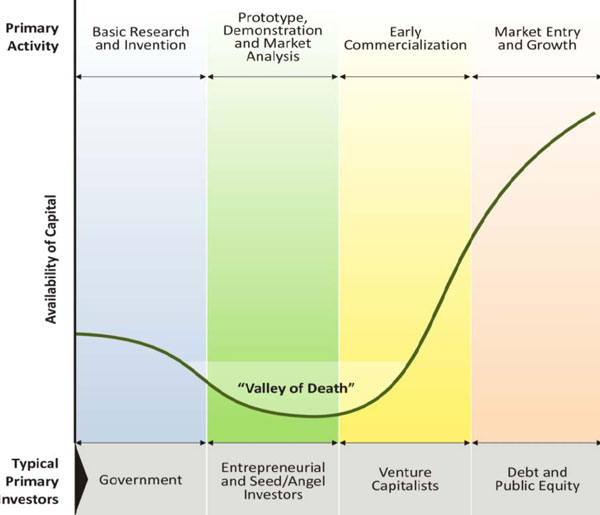 Primary
Activity
Basic Research
and Invention
Prototype,
Demonstration
and Market
Analysis
Early
Commercialization
Market Entry
and Growth
Availability of Capital
“Valley of Death”
Typical
Primary
Investors
Government
Entrepreneurial
and Seed/Angel
Investors
Venture
Capitalists
Debt and
Public Equity